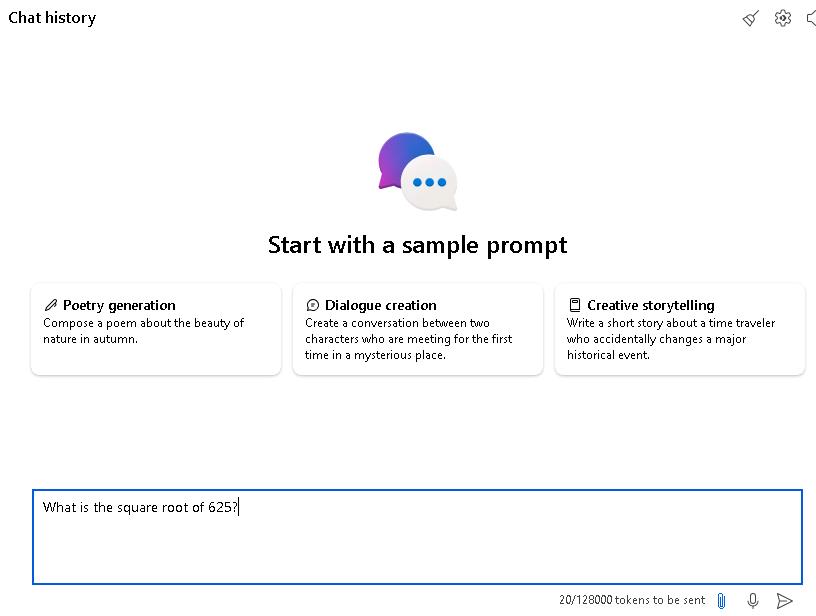 Chat history
Start with a sample prompt
Poetry generation
Compose a poem about the beauty of
nature in autumn.
Dialogue creation
Create a conversation between two
characters who are meeting for the first
time in a mysterious place.
Creative storytelling
Write a short story about a time traveler
who accidentally changes a major
historical event.
What is the square root of 625?
20/128000 tokens to be sent